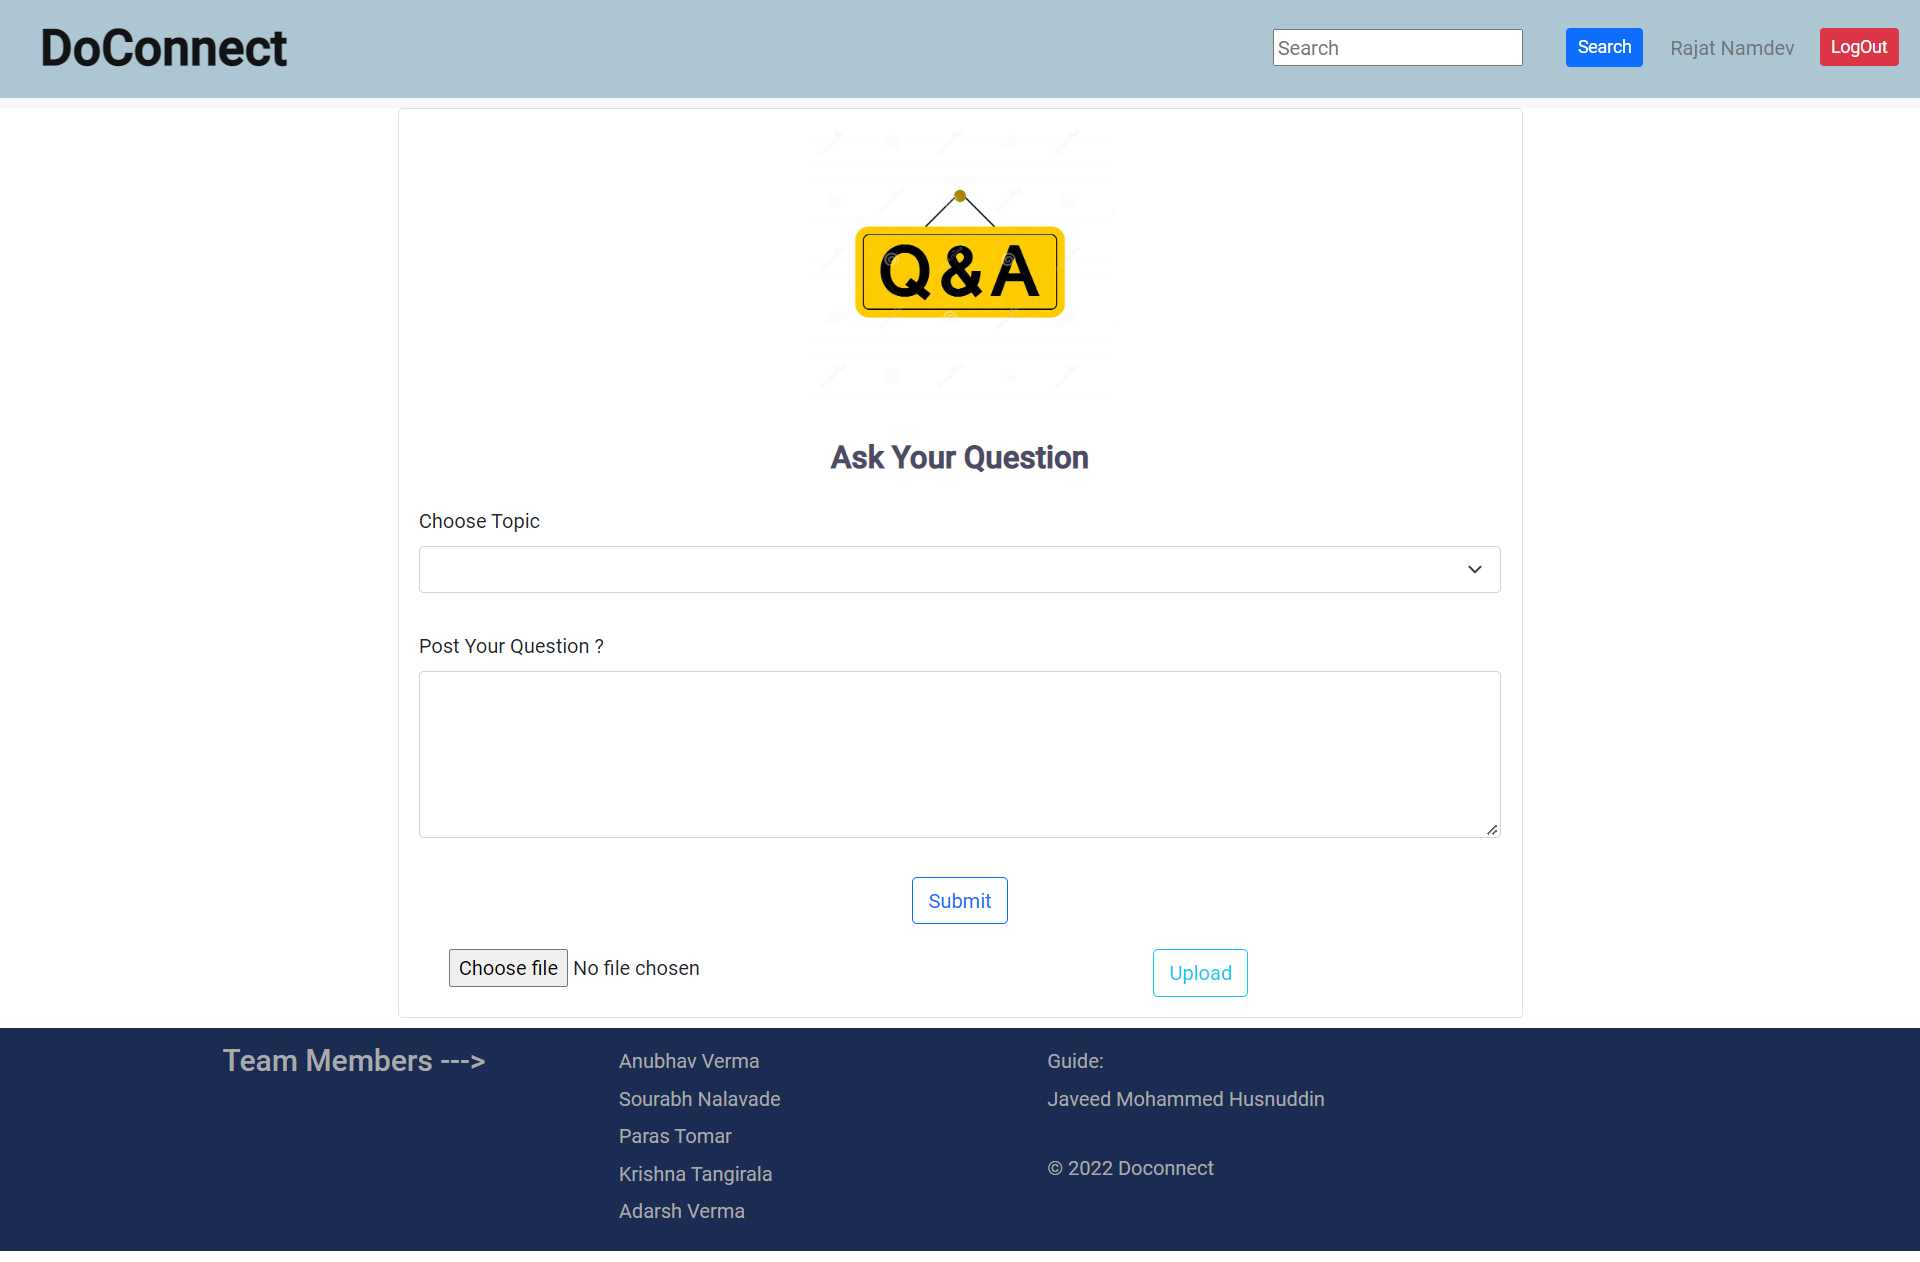 DoConnect
Search
Search
Rajat Namdev
LogOut
Q&A
Ask Your Question
Choose Topic
Post Your Question ?
Submit
Choose file No file chosen
Upload
Team Members --->
Anubhav Verma
Sourabh Nalavade
Paras Tomar
Krishna Tangirala
Adarsh Verma
Guide:
Javeed Mohammed Husnuddin
© 2022 Doconnect